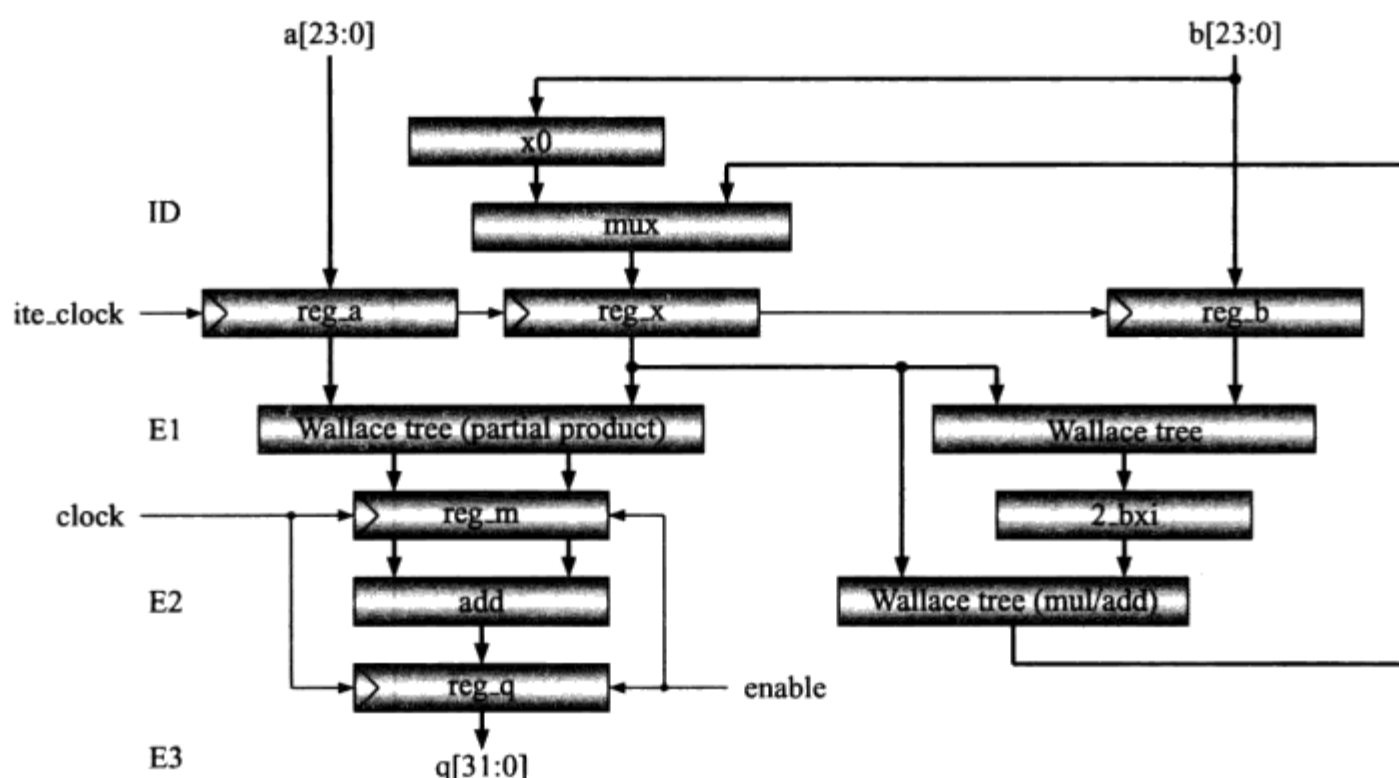 a[23:0] b[23:0]
x0
ID
mux
ite_clock reg_a reg_x reg_b
E1 Wallace tree (partial product) Wallace tree
clock reg_m 2_bxi
E2 add Wallace tree (mul/add)
reg_q enable
E3 q[31:0]